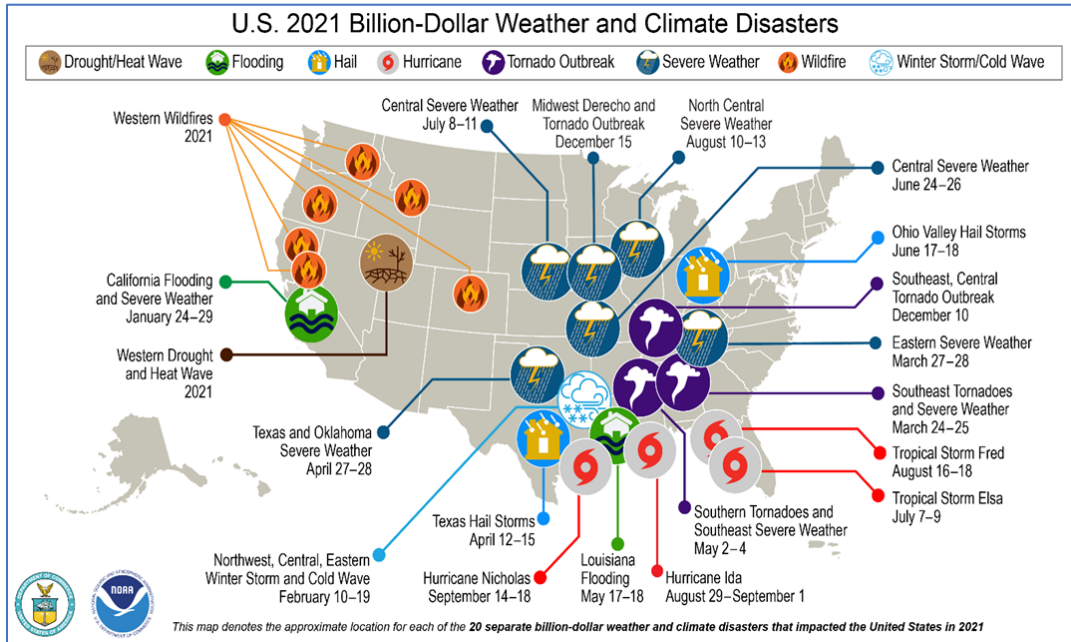 U.S. 2021 Billion-Dollar Weather and Climate Disasters
Drought/Heat Wave
Flooding
Hail
Hurricane
Tornado Outbreak
Severe Weather
Wildfire
Winter Storm/Cold Wave
Western Wildfires
2021
Central Severe Weather
July 8–11
Midwest Derecho and
Tornado Outbreak
December 15
North Central
Severe Weather
August 10–13
Central Severe Weather
June 24–26
Ohio Valley Hail Storms
June 17–18
Southeast, Central
Tornado Outbreak
December 10
Eastern Severe Weather
March 27–28
Southeast Tornadoes
and Severe Weather
March 24–25
Tropical Storm Fred
August 16–18
Tropical Storm Elsa
July 7–9
California Flooding
and Severe Weather
January 24–29
Western Drought
and Heat Wave
2021
Texas and Oklahoma
Severe Weather
April 27–28
Texas Hail Storms
April 12–15
Northwest, Central, Eastern
Winter Storm and Cold Wave
February 10–19
Hurricane Nicholas
September 14–18
Louisiana
Flooding
May 17–18
Hurricane Ida
August 29–September 1
Southern Tornadoes and
Southeast Severe Weather
May 2–4
NOAA
This map denotes the approximate location for each of the 20 separate billion-dollar weather and climate disasters that impacted the United States in 2021